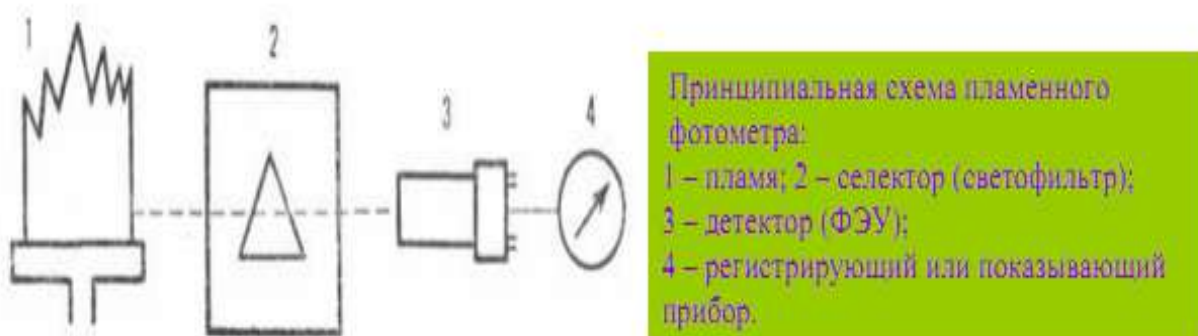 1
2
3
4
Принципиальная схема пламенного
фотометра:
1 – пламя; 2 – селектор (светофильтр);
3 – детектор (ФЭУ);
4 – регистрирующий или показывающий
прибор.